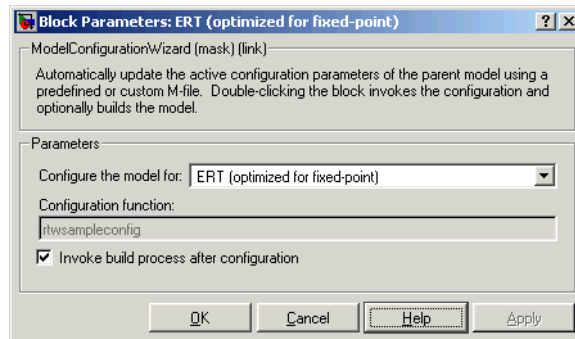 Block Parameters: ERT (optimized for fixed-point)
ModelConfigurationWizard (mask) (link)
Automatically update the active configuration parameters of the parent model using a
predefined or custom M-file.  Double-clicking the block invokes the configuration and
optionally builds the model.
Parameters
Configure the model for: ERT (optimized for fixed-point)
Configuration function:
rtwsampleconfig
Invoke build process after configuration
OK Cancel Help Apply